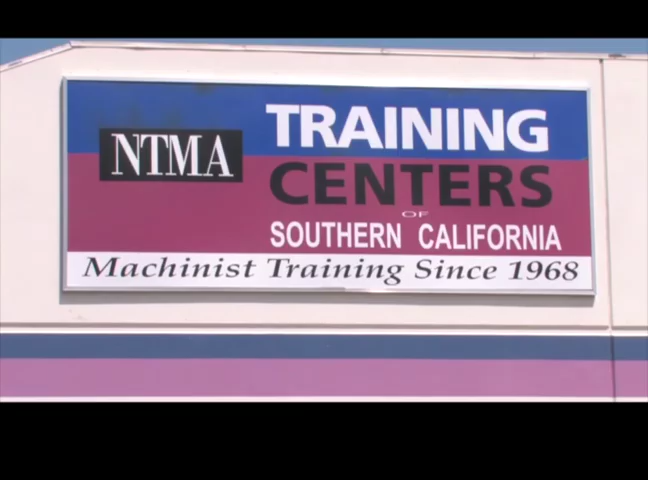 NTMA
TRAINING
CENTERS
OF
SOUTHERN CALIFORNIA
Machinist Training Since 1968